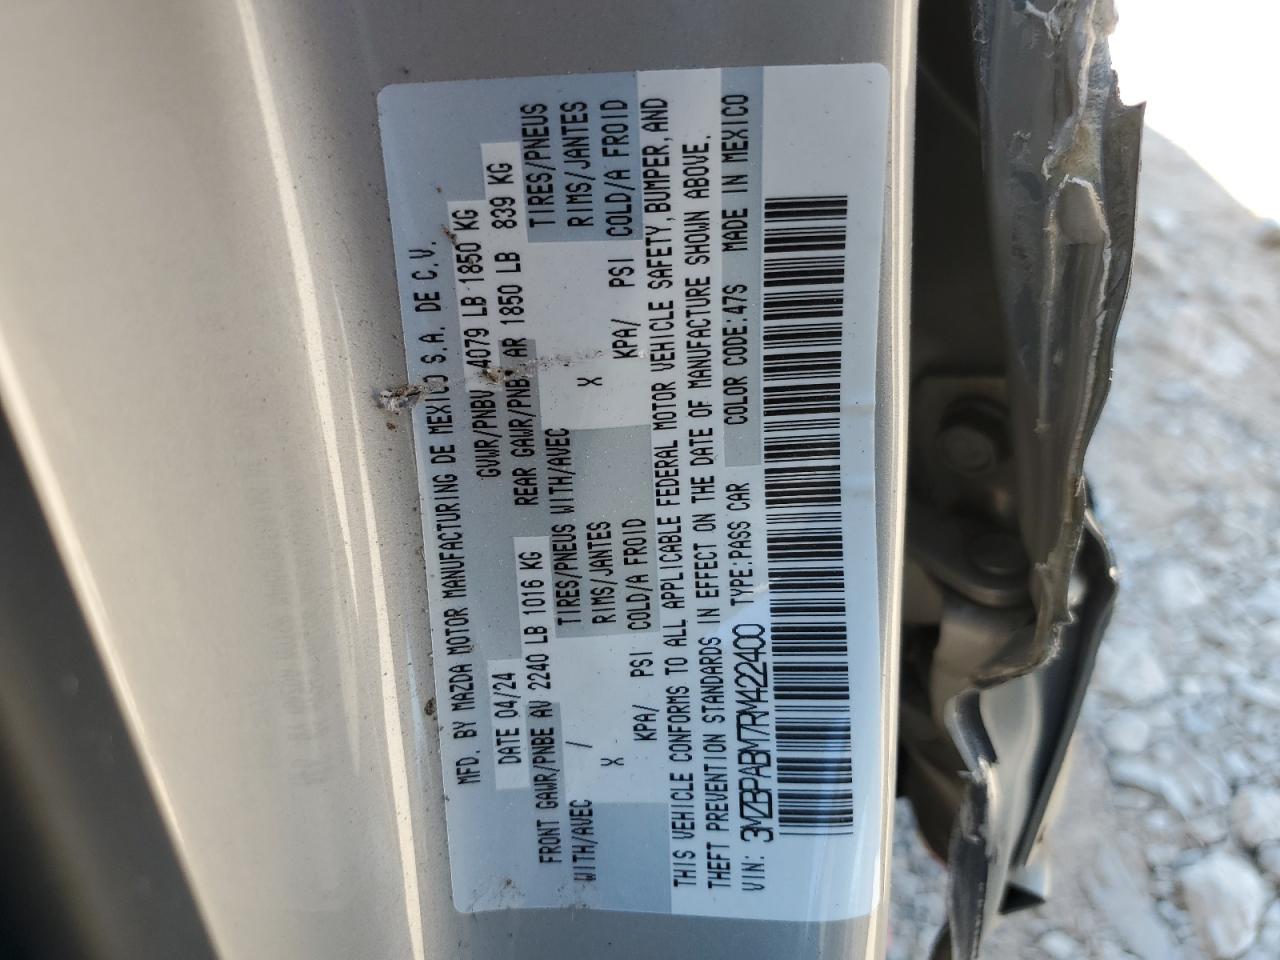 MFD. BY MAZDA MOTOR MANUFACTURING DE MEXICO S.A. DE C.V.
DATE 04/24 GVWR/PNBV 4079 LB 1850 KG
FRONT GAWR/PNBE AV 2240 LB 1016 KG REAR GAWR/PNBE AR 1850 LB 839 KG
WITH/AVEC / TIRES/PNEUS WITH/AVEC TIRES/PNEUS
X RIMS/JANTES X RIMS/JANTES
KPA/ PSI COLD/A FROID KPA/ PSI COLD/A FROID
THIS VEHICLE CONFORMS TO ALL APPLICABLE FEDERAL MOTOR VEHICLE SAFETY, BUMPER, AND
THEFT PREVENTION STANDARDS IN EFFECT ON THE DATE OF MANUFACTURE SHOWN ABOVE.
VIN: 3MZBPABM7RM422400 TYPE:PASS CAR COLOR CODE:47S MADE IN MEXICO